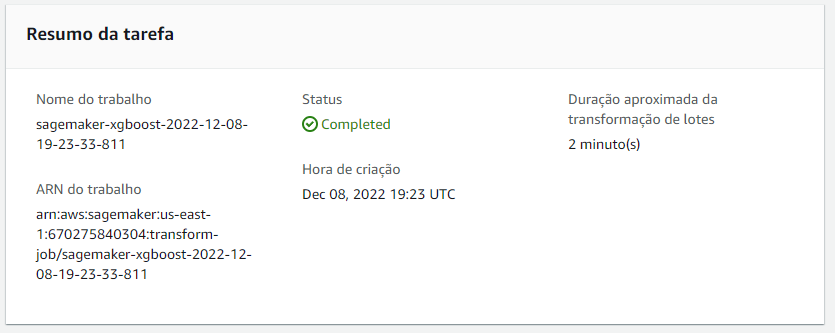 Resumo da tarefa
Nome do trabalho
sagemaker-xgboost-2022-12-08-
19-23-33-811
ARN do trabalho
arn:aws:sagemaker:us-east-
1:670275840304:transform-
job/sagemaker-xgboost-2022-12-
08-19-23-33-811
Status
Completed
Hora de criação
Dec 08, 2022 19:23 UTC
Duração aproximada da
transformação de lotes
2 minuto(s)